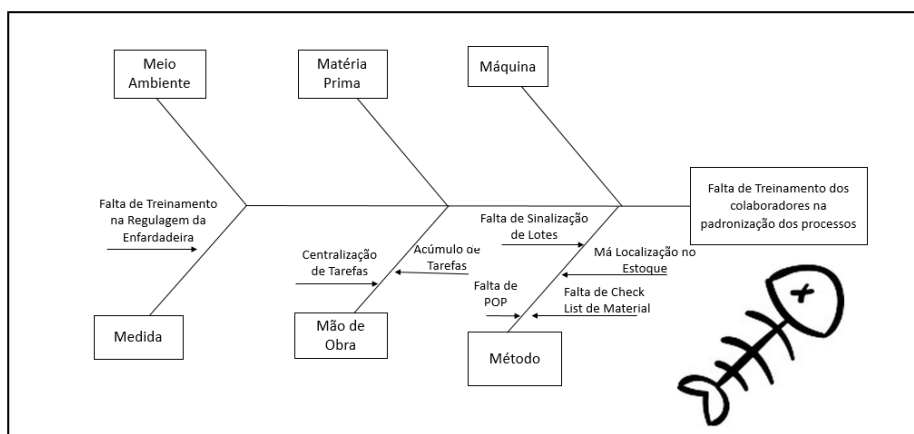 Meio
Ambiente
Matéria
Prima
Máquina
Falta de Treinamento
na Regulagem da
Enfardadeira
Falta de Treinamento dos
colaboradores na
padronização dos processos
Falta de Sinalização
de Lotes
Centralização
de Tarefas
Acúmulo de
Tarefas
Má Localização no
Estoque
Falta de
POP
Falta de Check
List de Material
Medida
Mão de
Obra
Método